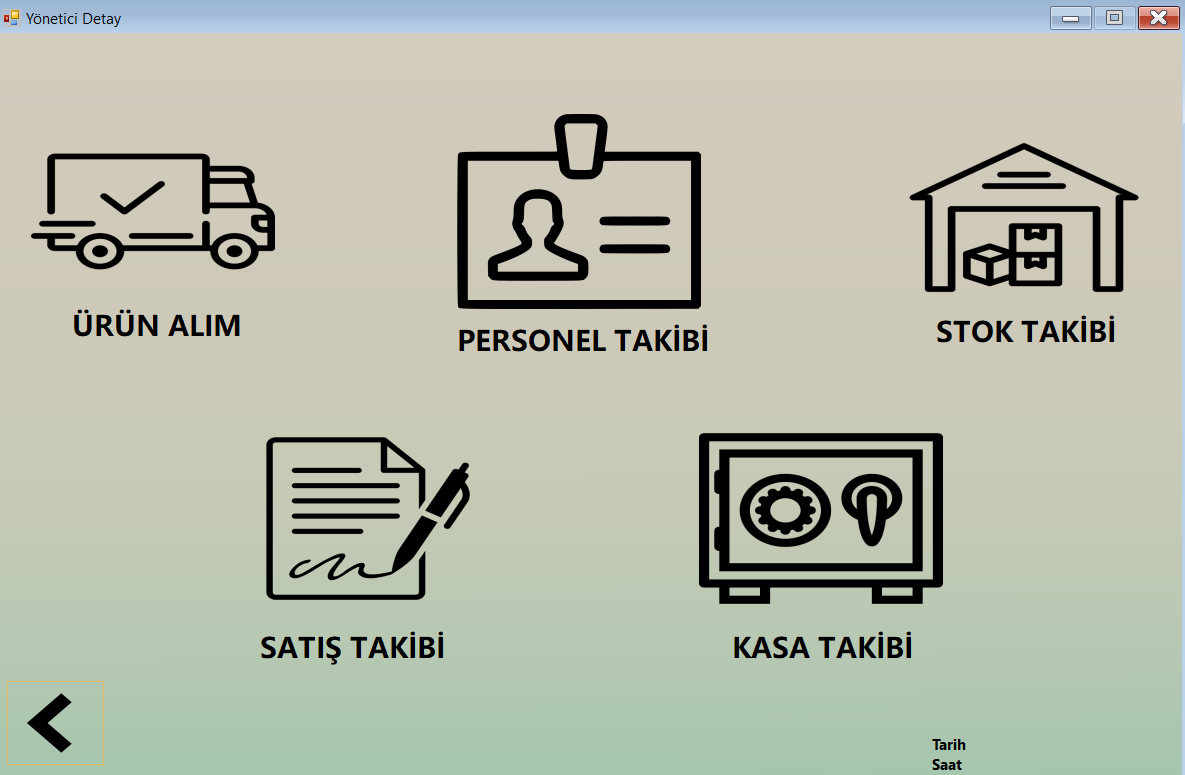 Yönetici Detay
ÜRÜN ALIM
PERSONEL TAKİBİ
STOK TAKİBİ
SATIŞ TAKİBİ
KASA TAKİBİ
Tarih
Saat